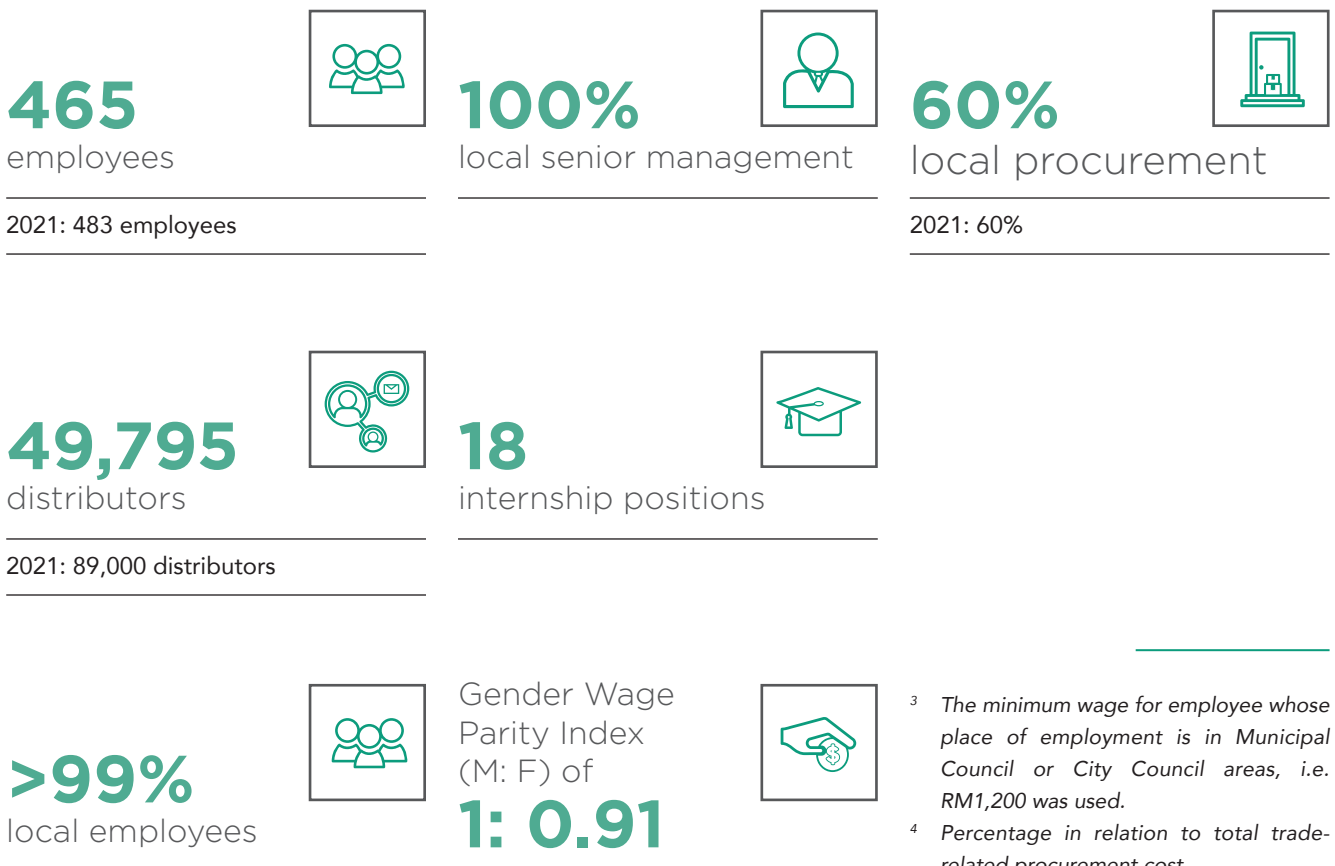 465
employees
2021: 483 employees
100%
local senior management
60%
local procurement
2021: 60%
49,795
distributors
2021: 89,000 distributors
18
internship positions
>99%
local employees
Gender Wage
Parity Index
(M: F) of
1: 0.91
3 The minimum wage for employee whose
place of employment is in Municipal
Council or City Council areas, i.e.
RM1,200 was used.
4 Percentage in relation to total trade-
related procurement cost